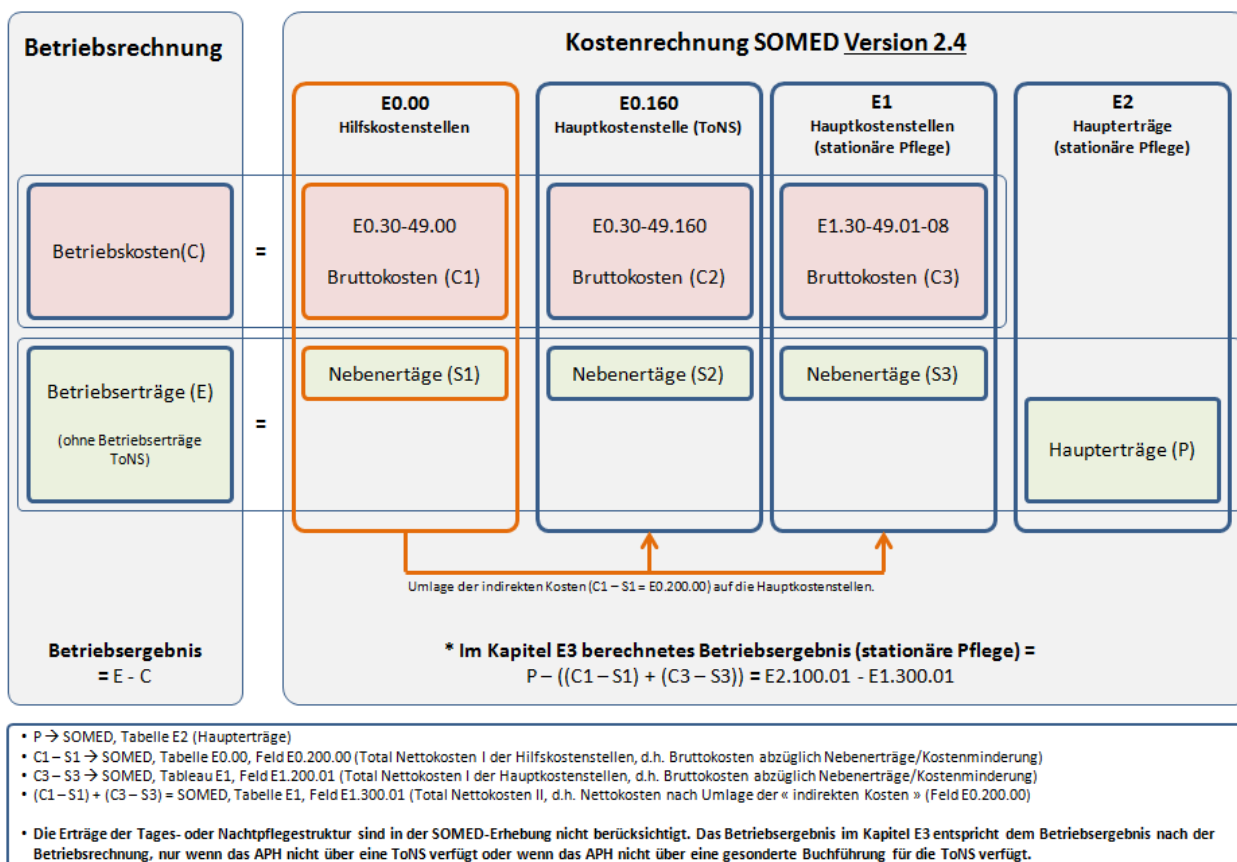 Betriebsrechnung
Kostenrechnung SOMED Version 2.4
E0.00
Hilfskostenstellen
E0.160
Hauptkostenstelle (ToNS)
E1
Hauptkostenstellen
(stationäre Pflege)
E2
Haupterträge
(stationäre Pflege)
Betriebskosten(C)
=
E0.30-49.00
Bruttokosten (C1)
E0.30-49.160
Bruttokosten (C2)
E1.30-49.01-08
Bruttokosten (C3)
Betriebserträge (E)
(ohne Betriebserträge
ToNS)
=
Nebenertäge (S1)
Nebenertäge (S2)
Nebenertäge (S3)
Haupterträge (P)
Umlage der indirekten Kosten (C1 – S1 = E0.200.00) auf die Hauptkostenstellen.
Betriebsergebnis
= E - C
* Im Kapitel E3 berechnetes Betriebsergebnis (stationäre Pflege) =
P – ((C1 – S1) + (C3 – S3)) = E2.100.01 - E1.300.01
• P → SOMED, Tabelle E2 (Haupterträge)
• C1 – S1 → SOMED, Tabelle E0.00, Feld E0.200.00 (Total Nettokosten I der Hilfskostenstellen, d.h. Bruttokosten abzüglich Nebenerträge/Kostenminderung)
• C3 – S3 → SOMED, Tableau E1, Feld E1.200.01 (Total Nettokosten I der Hauptkostenstellen, d.h. Bruttokosten abzüglich Nebenerträge/Kostenminderung)
• (C1 – S1) + (C3 – S3) = SOMED, Tabelle E1, Feld E1.300.01 (Total Nettokosten II, d.h. Nettokosten nach Umlage der « indirekten Kosten » (Feld E0.200.00)
• Die Erträge der Tages- oder Nachtpflegestruktur sind in der SOMED-Erhebung nicht berücksichtigt. Das Betriebsergebnis im Kapitel E3 entspricht dem Betriebsergebnis nach der
Betriebsrechnung, nur wenn das APH nicht über eine ToNS verfügt oder wenn das APH nicht über eine gesonderte Buchführung für die ToNS verfügt.